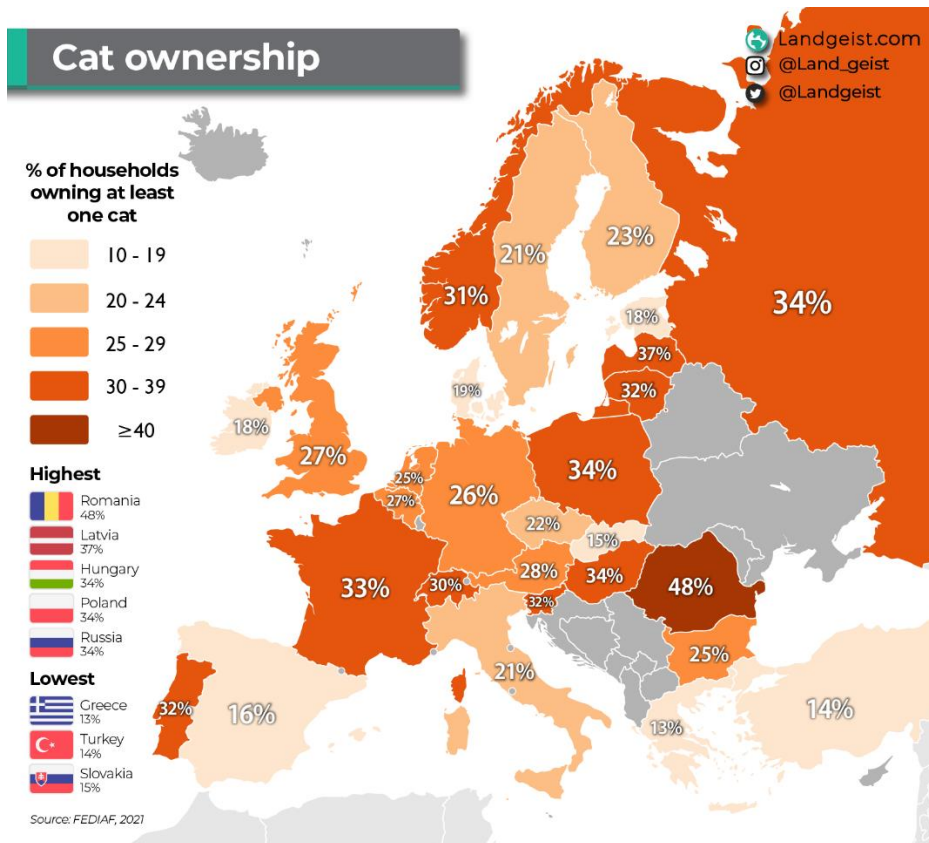 Cat ownership
Landgeist.com
@Land_geist
@Landgeist
% of households
owning at least
one cat
10 - 19
20 - 24
25 - 29
30 - 39
≥40
Highest
Romania
48%
Latvia
37%
Hungary
34%
Poland
34%
Russia
34%
Lowest
Greece
13%
Turkey
14%
Slovakia
15%
Source: FEDIAF, 2021
21%
23%
31%
34%
18%
37%
32%
19%
18%
27%
25%
27%
26%
34%
22%
15%
28%
34%
33%
30%
32%
48%
25%
21%
32%
16%
13%
14%